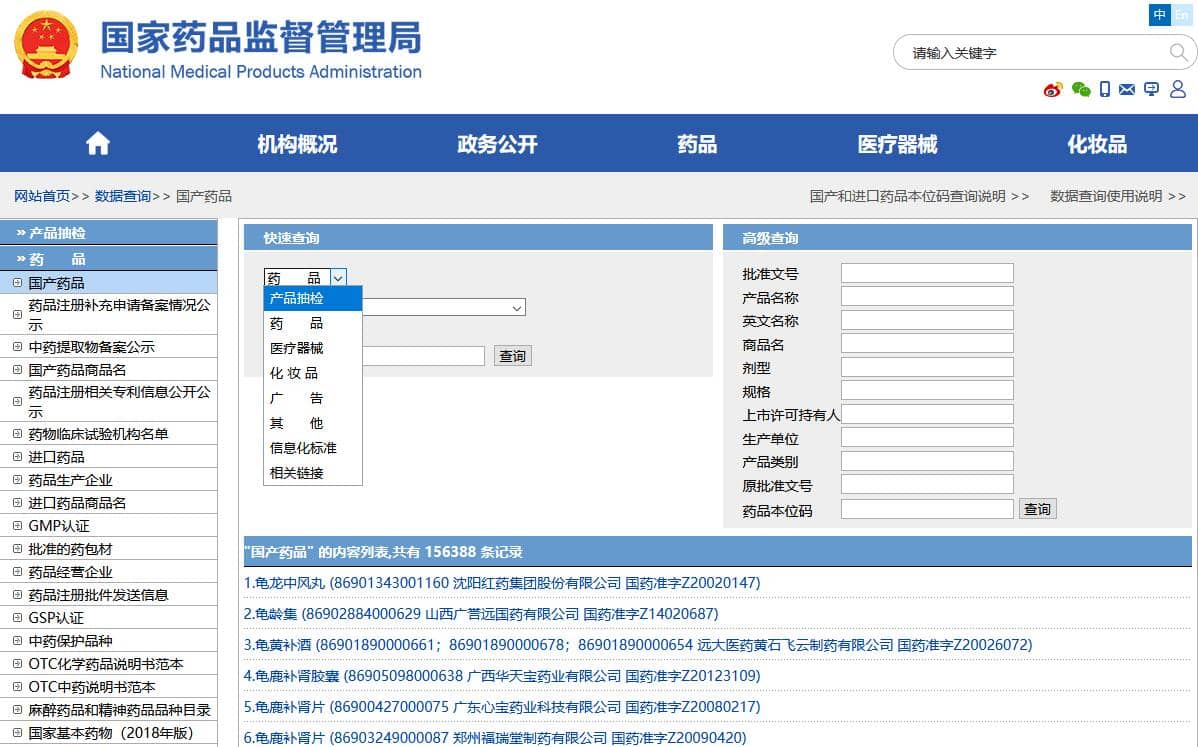 中 En
国家药品监督管理局
National Medical Products Administration
请输入关键字
机构概况 政务公开 药品 医疗器械 化妆品
网站首页>> 数据查询>> 国产药品
国产和进口药品本位码查询说明 >> 数据查询使用说明 >>
» 产品抽检
» 药 品
国产药品
药品注册补充申请备案情况公
示
中药提取物备案公示
国产药品商品名
药品注册相关专利信息公开公
示
药物临床试验机构名单
进口药品
药品生产企业
进口药品商品名
GMP认证
批准的药包材
药品经营企业
药品注册批件发送信息
GSP认证
中药保护品种
OTC化学药品说明书范本
OTC中药说明书范本
麻醉药品和精神药品品种目录
国家基本药物（2018年版）
快速查询
药 品
产品抽检
药 品
医疗器械
化 妆 品
广 告
其 他
信息化标准
相关链接
查询
高级查询
批准文号
产品名称
英文名称
商品名
剂型
规格
上市许可持有人
生产单位
产品类别
原批准文号
药品本位码
查询
"国产药品" 的内容列表,共有 156388 条记录
1.龟龙中风丸 (86901343001160 沈阳红药集团股份有限公司 国药准字Z20020147)
2.龟龄集 (86902884000629 山西广誉远国药有限公司 国药准字Z14020687)
3.龟黄补酒 (86901890000661；86901890000678；86901890000654 远大医药黄石飞云制药有限公司 国药准字Z20026072)
4.龟鹿补肾胶囊 (86905098000638 广西华天宝药业有限公司 国药准字Z20123109)
5.龟鹿补肾片 (86900427000075 广东心宝药业科技有限公司 国药准字Z20080217)
6.龟鹿补肾片 (86903249000087 郑州福瑞堂制药有限公司 国药准字Z20090420)